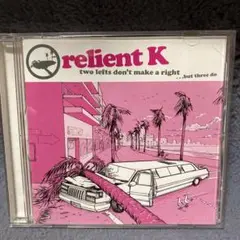 relient K
two lefts don't make a right
...but three do